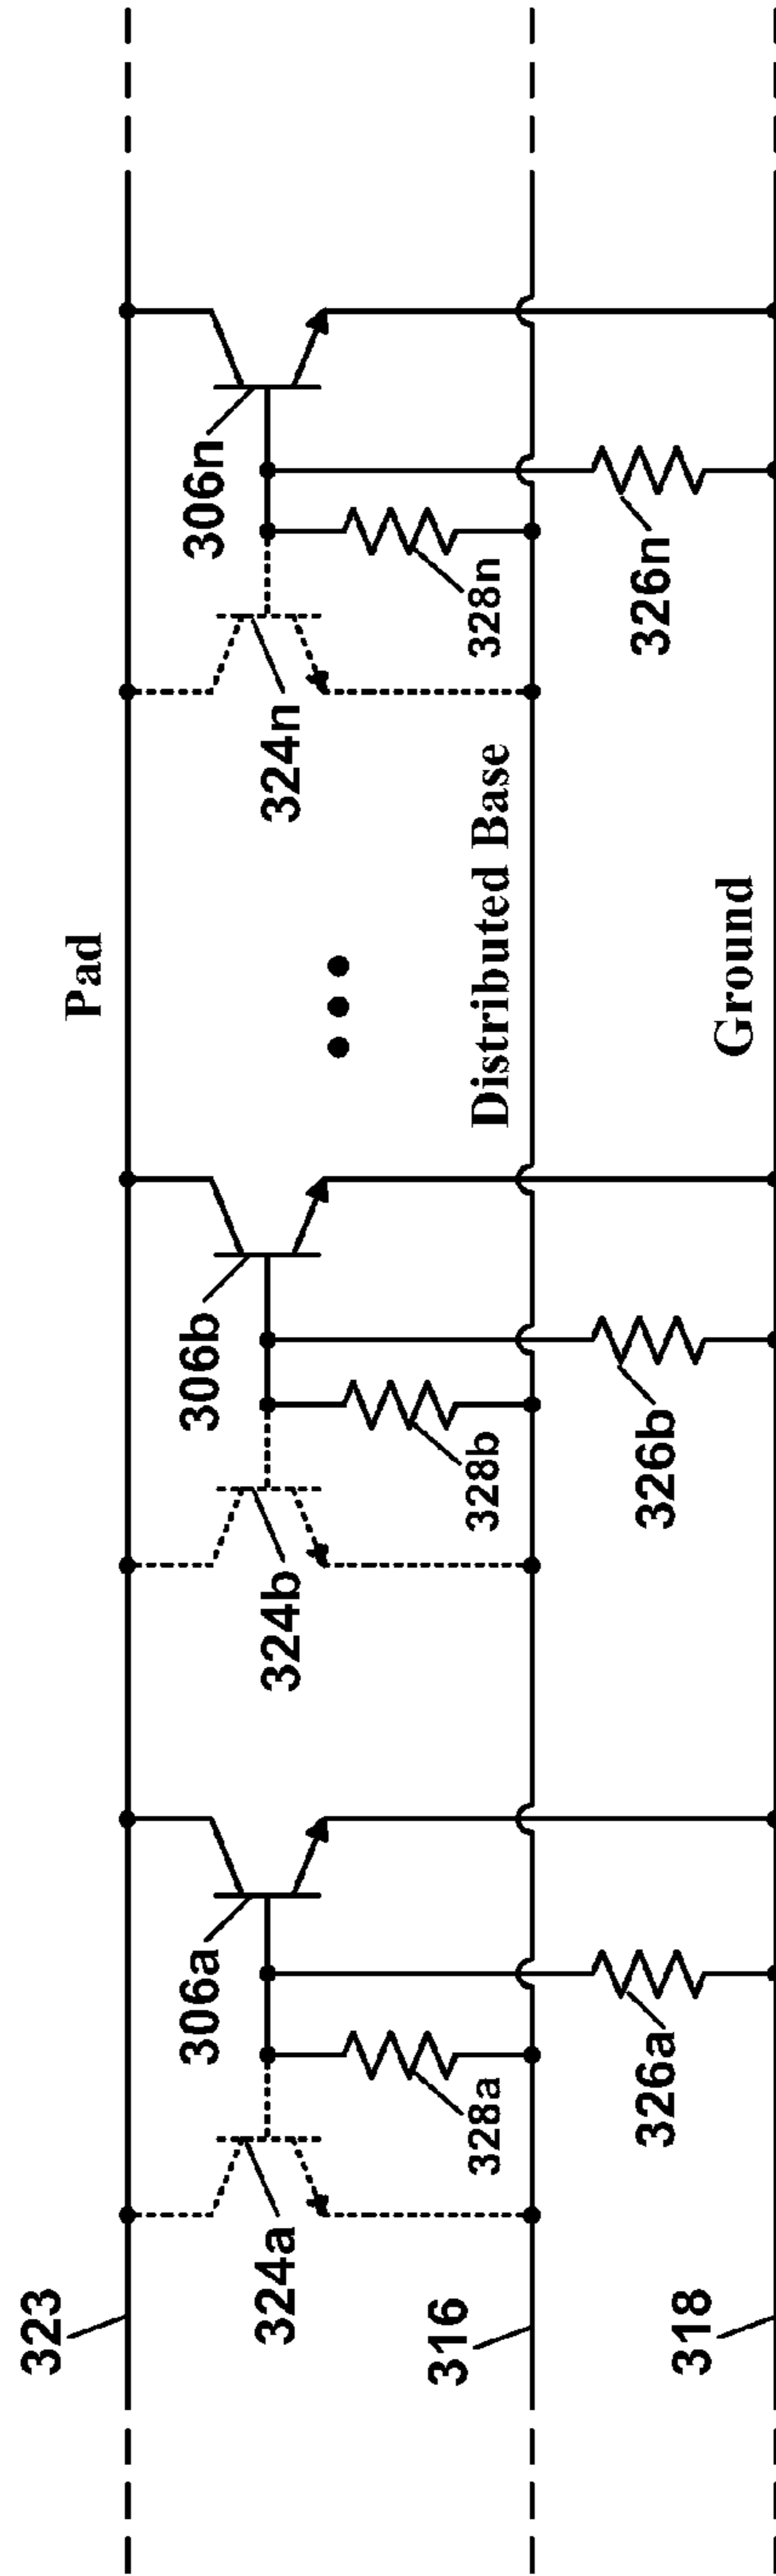 323
Pad
324a
306a
324b
306b
324n
306n
328a
328b
328n
316
Distributed Base
326a
326b
326n
318
Ground